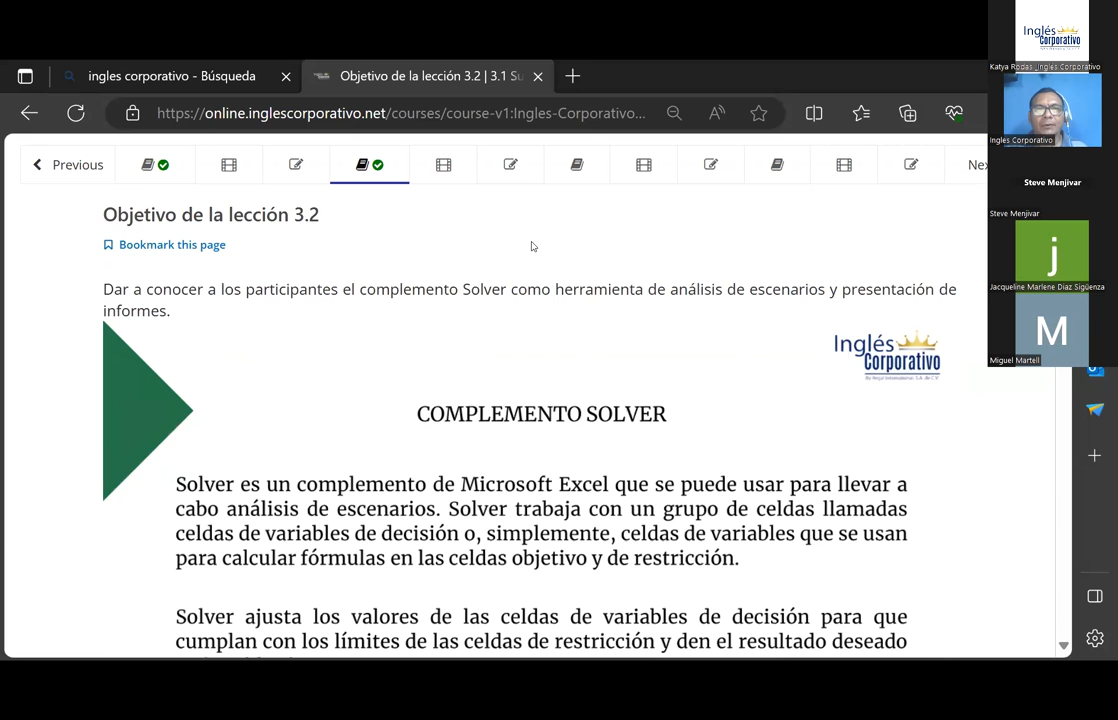 ingles corporativo - Búsqueda
Objetivo de la lección 3.2 | 3.1 Su
https://online.inglescorporativo.net/courses/course-v1:Ingles-Corporativo...
Previous
Nex
Objetivo de la lección 3.2
Bookmark this page
Dar a conocer a los participantes el complemento Solver como herramienta de análisis de escenarios y presentación de
informes.
Inglés
Corporativo
COMPLEMENTO SOLVER
Solver es un complemento de Microsoft Excel que se puede usar para llevar a
cabo análisis de escenarios. Solver trabaja con un grupo de celdas llamadas
celdas de variables de decisión o, simplemente, celdas de variables que se usan
para calcular fórmulas en las celdas objetivo y de restricción.
Solver ajusta los valores de las celdas de variables de decisión para que
cumplan con los límites de las celdas de restricción y den el resultado deseado
Inglés
Corporativo
Katya Rodas _Inglés Corporativo
Ingles Corporativo
Steve Menjivar
Steve Menjivar
j
Jacqueline Marlene Diaz Sigüenza
M
Miguel Martell